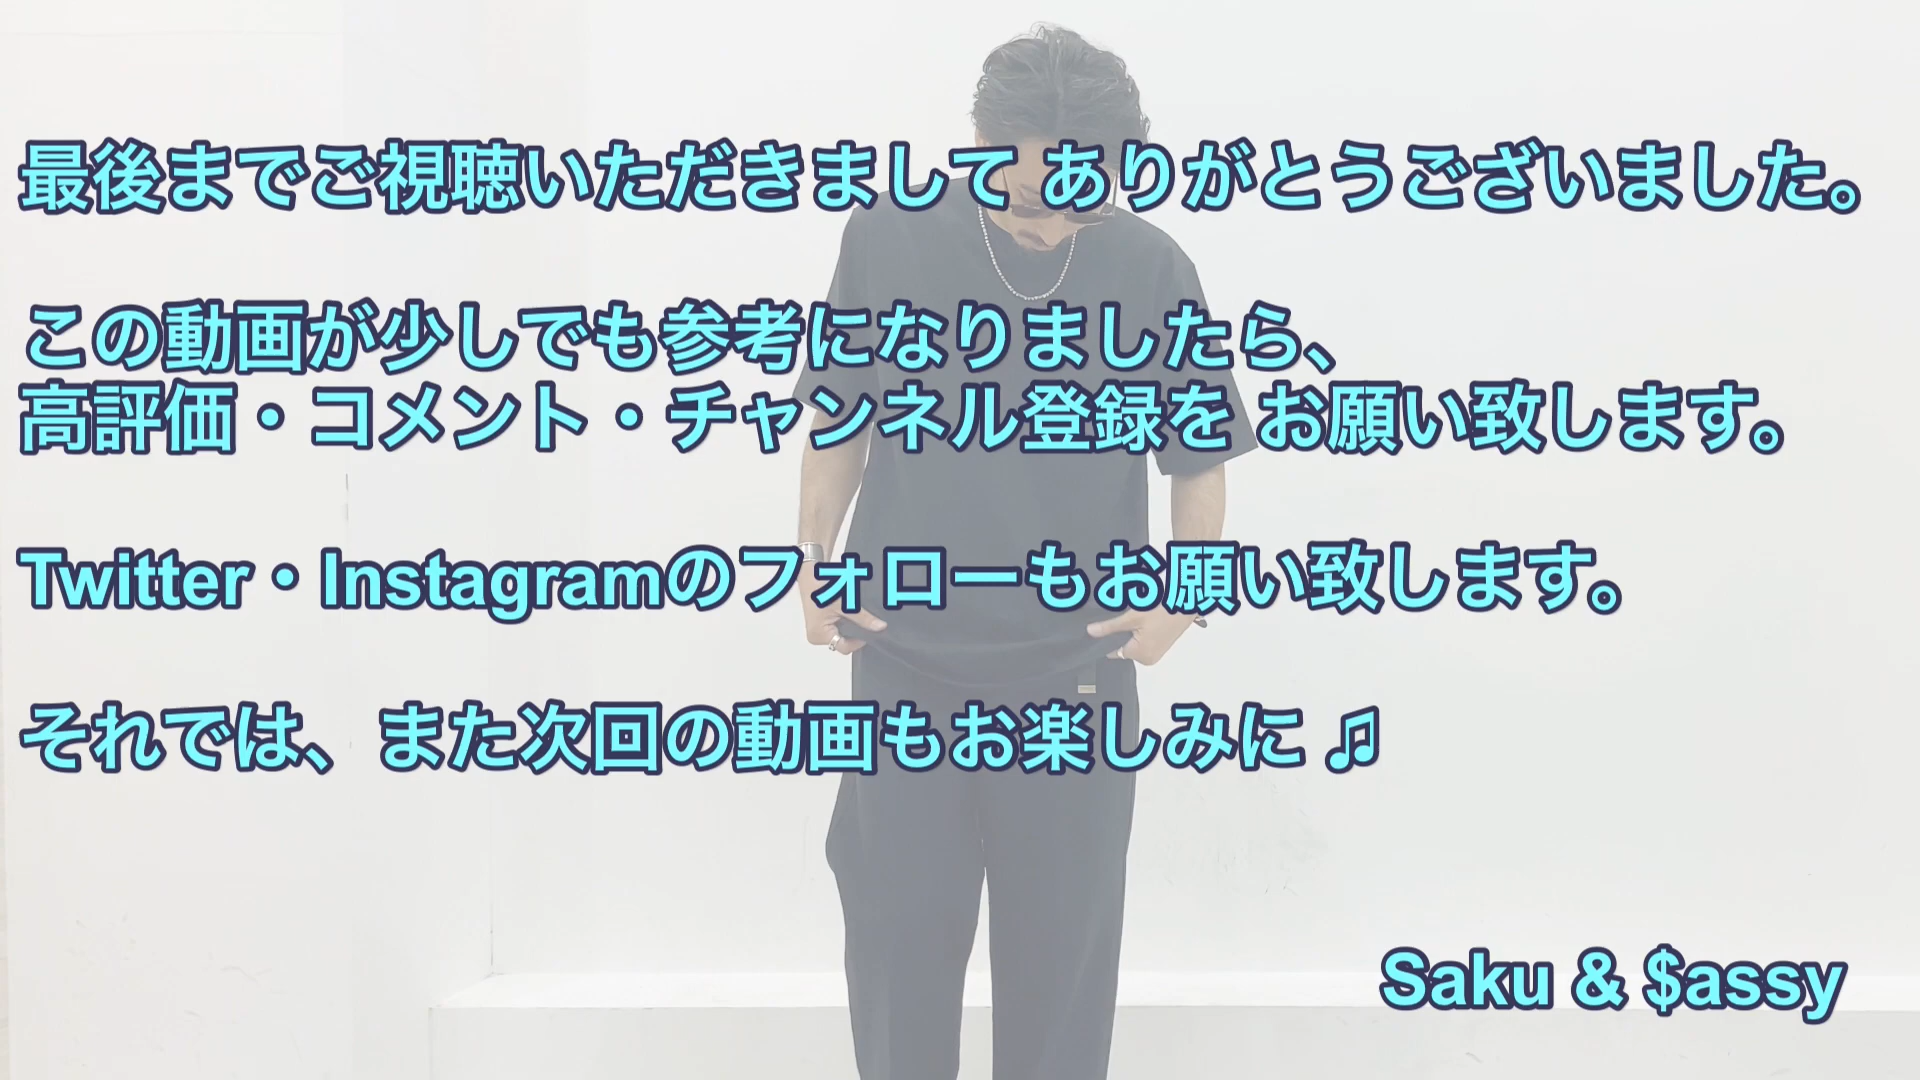 最後までご視聴いただきまして ありがとうございました。
この動画が少しでも参考になりましたら、
高評価・コメント・チャンネル登録を お願い致します。
Twitter・Instagramのフォローもお願い致します。
それでは、また次回の動画もお楽しみに ♫
Saku & $assy